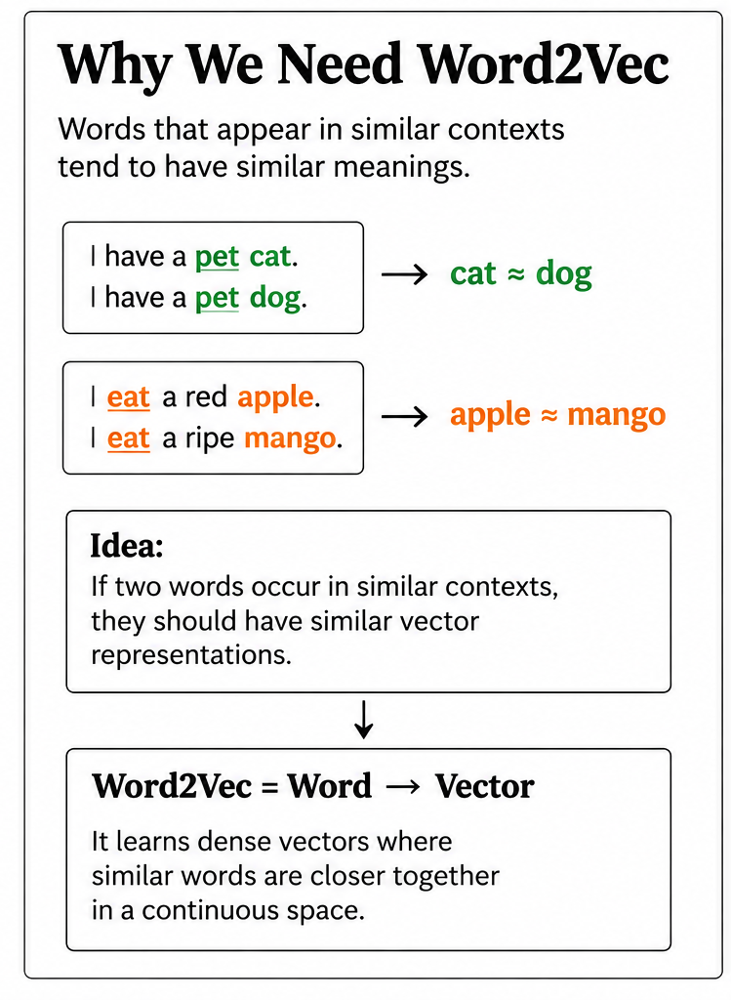 Why We Need Word2Vec
Words that appear in similar contexts
tend to have similar meanings.
I have a pet cat.
I have a pet dog.
→ cat ≈ dog
I eat a red apple.
I eat a ripe mango.
→ apple ≈ mango
Idea:
If two words occur in similar contexts,
they should have similar vector
representations.
↓
Word2Vec = Word → Vector
It learns dense vectors where
similar words are closer together
in a continuous space.